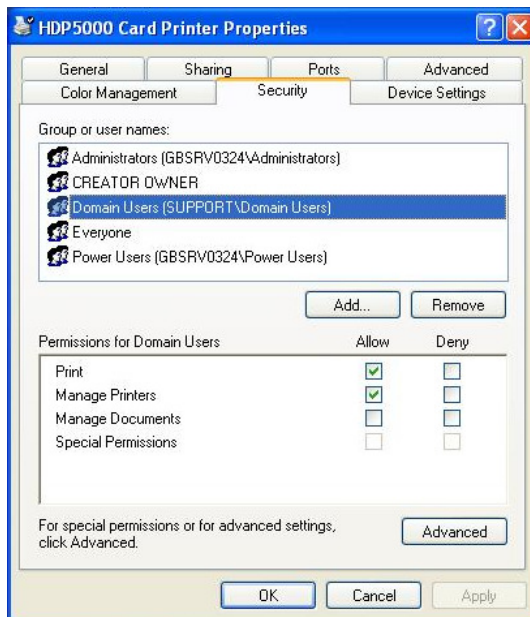 HDP5000 Card Printer Properties
General Sharing Ports Advanced
Color Management Security Device Settings
Group or user names:
Administrators (GBSRV0324\Administrators)
CREATOR OWNER
Domain Users (SUPPORT\Domain Users)
Everyone
Power Users (GBSRV0324\Power Users)
Add... Remove
Permissions for Domain Users Allow Deny
Print
Manage Printers
Manage Documents
Special Permissions
For special permissions or for advanced settings,
click Advanced.
Advanced
OK Cancel Apply